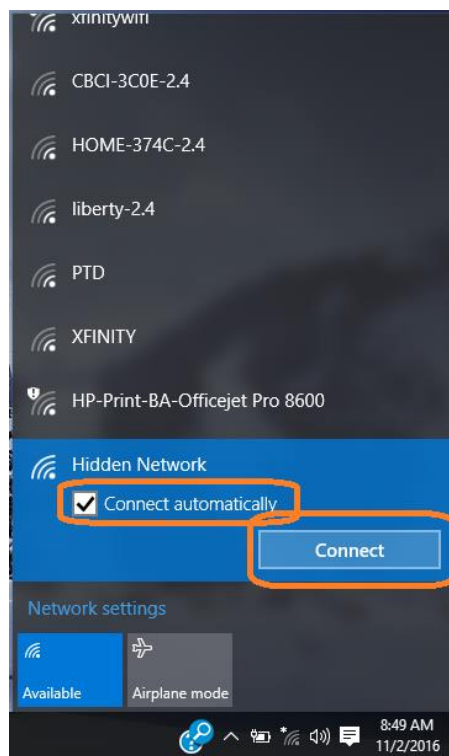 xfinitywifi
CBCI-3C0E-2.4
HOME-374C-2.4
liberty-2.4
PTD
XFINITY
HP-Print-BA-Officejet Pro 8600
Hidden Network
Connect automatically
Connect
Network settings
Available
Airplane mode
8:49 AM
11/2/2016